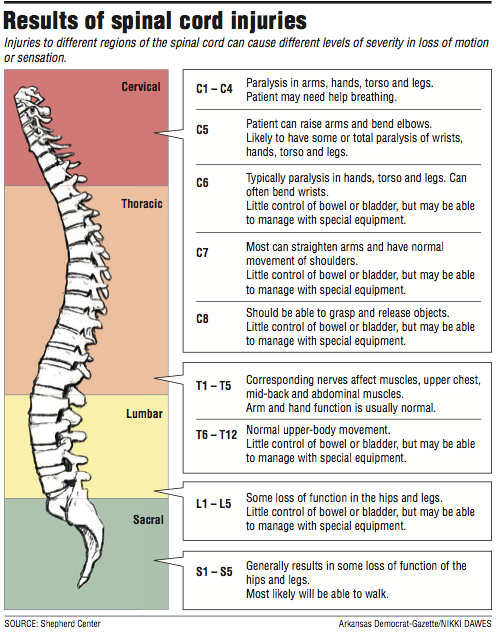 Results of spinal cord injuries
Injuries to different regions of the spinal cord can cause different levels of severity in loss of motion
or sensation.
Cervical
C1 – C4
Paralysis in arms, hands, torso and legs.
Patient may need help breathing.
C5
Patient can raise arms and bend elbows.
Likely to have some or total paralysis of wrists,
hands, torso and legs.
C6
Typically paralysis in hands, torso and legs. Can
often bend wrists.
Little control of bowel or bladder, but may be able
to manage with special equipment.
C7
Most can straighten arms and have normal
movement of shoulders.
Little control of bowel or bladder, but may be able
to manage with special equipment.
C8
Should be able to grasp and release objects.
Little control of bowel or bladder, but may be able
to manage with special equipment.
Thoracic
T1 – T5
Corresponding nerves affect muscles, upper chest,
mid-back and abdominal muscles.
Arm and hand function is usually normal.
T6 – T12
Normal upper-body movement.
Little control of bowel or bladder, but may be able
to manage with special equipment.
Lumbar
L1 – L5
Some loss of function in the hips and legs.
Little control of bowel or bladder, but may be able
to manage with special equipment.
Sacral
S1 – S5
Generally results in some loss of function of the
hips and legs.
Most likely will be able to walk.
SOURCE: Shepherd Center
Arkansas Democrat-Gazette/NIKKI DAWES